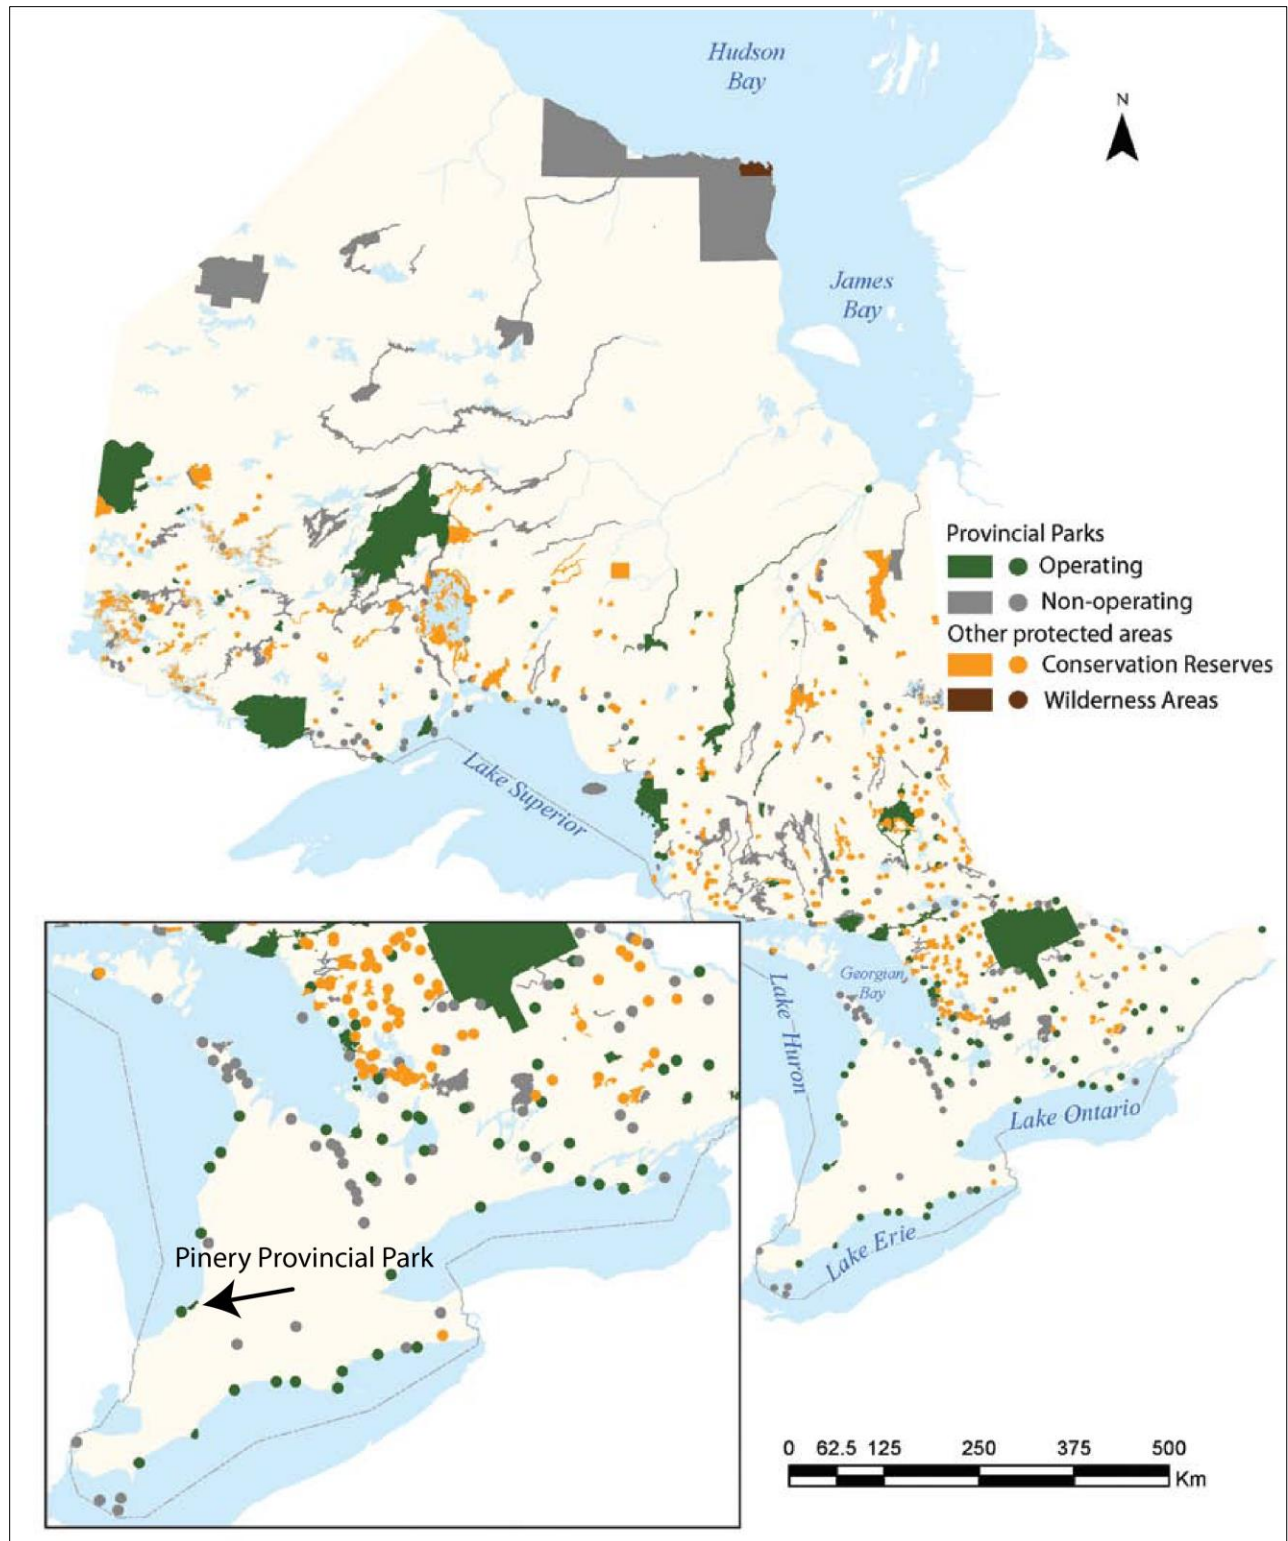 Hudson
Bay
N
James
Bay
Provincial Parks
Operating
Non-operating
Other protected areas
Conservation Reserves
Wilderness Areas
Lake Superior
Georgian
Bay
Lake Huron
Lake Ontario
Lake Erie
Pinery Provincial Park
0 62.5 125 250 375 500
Km